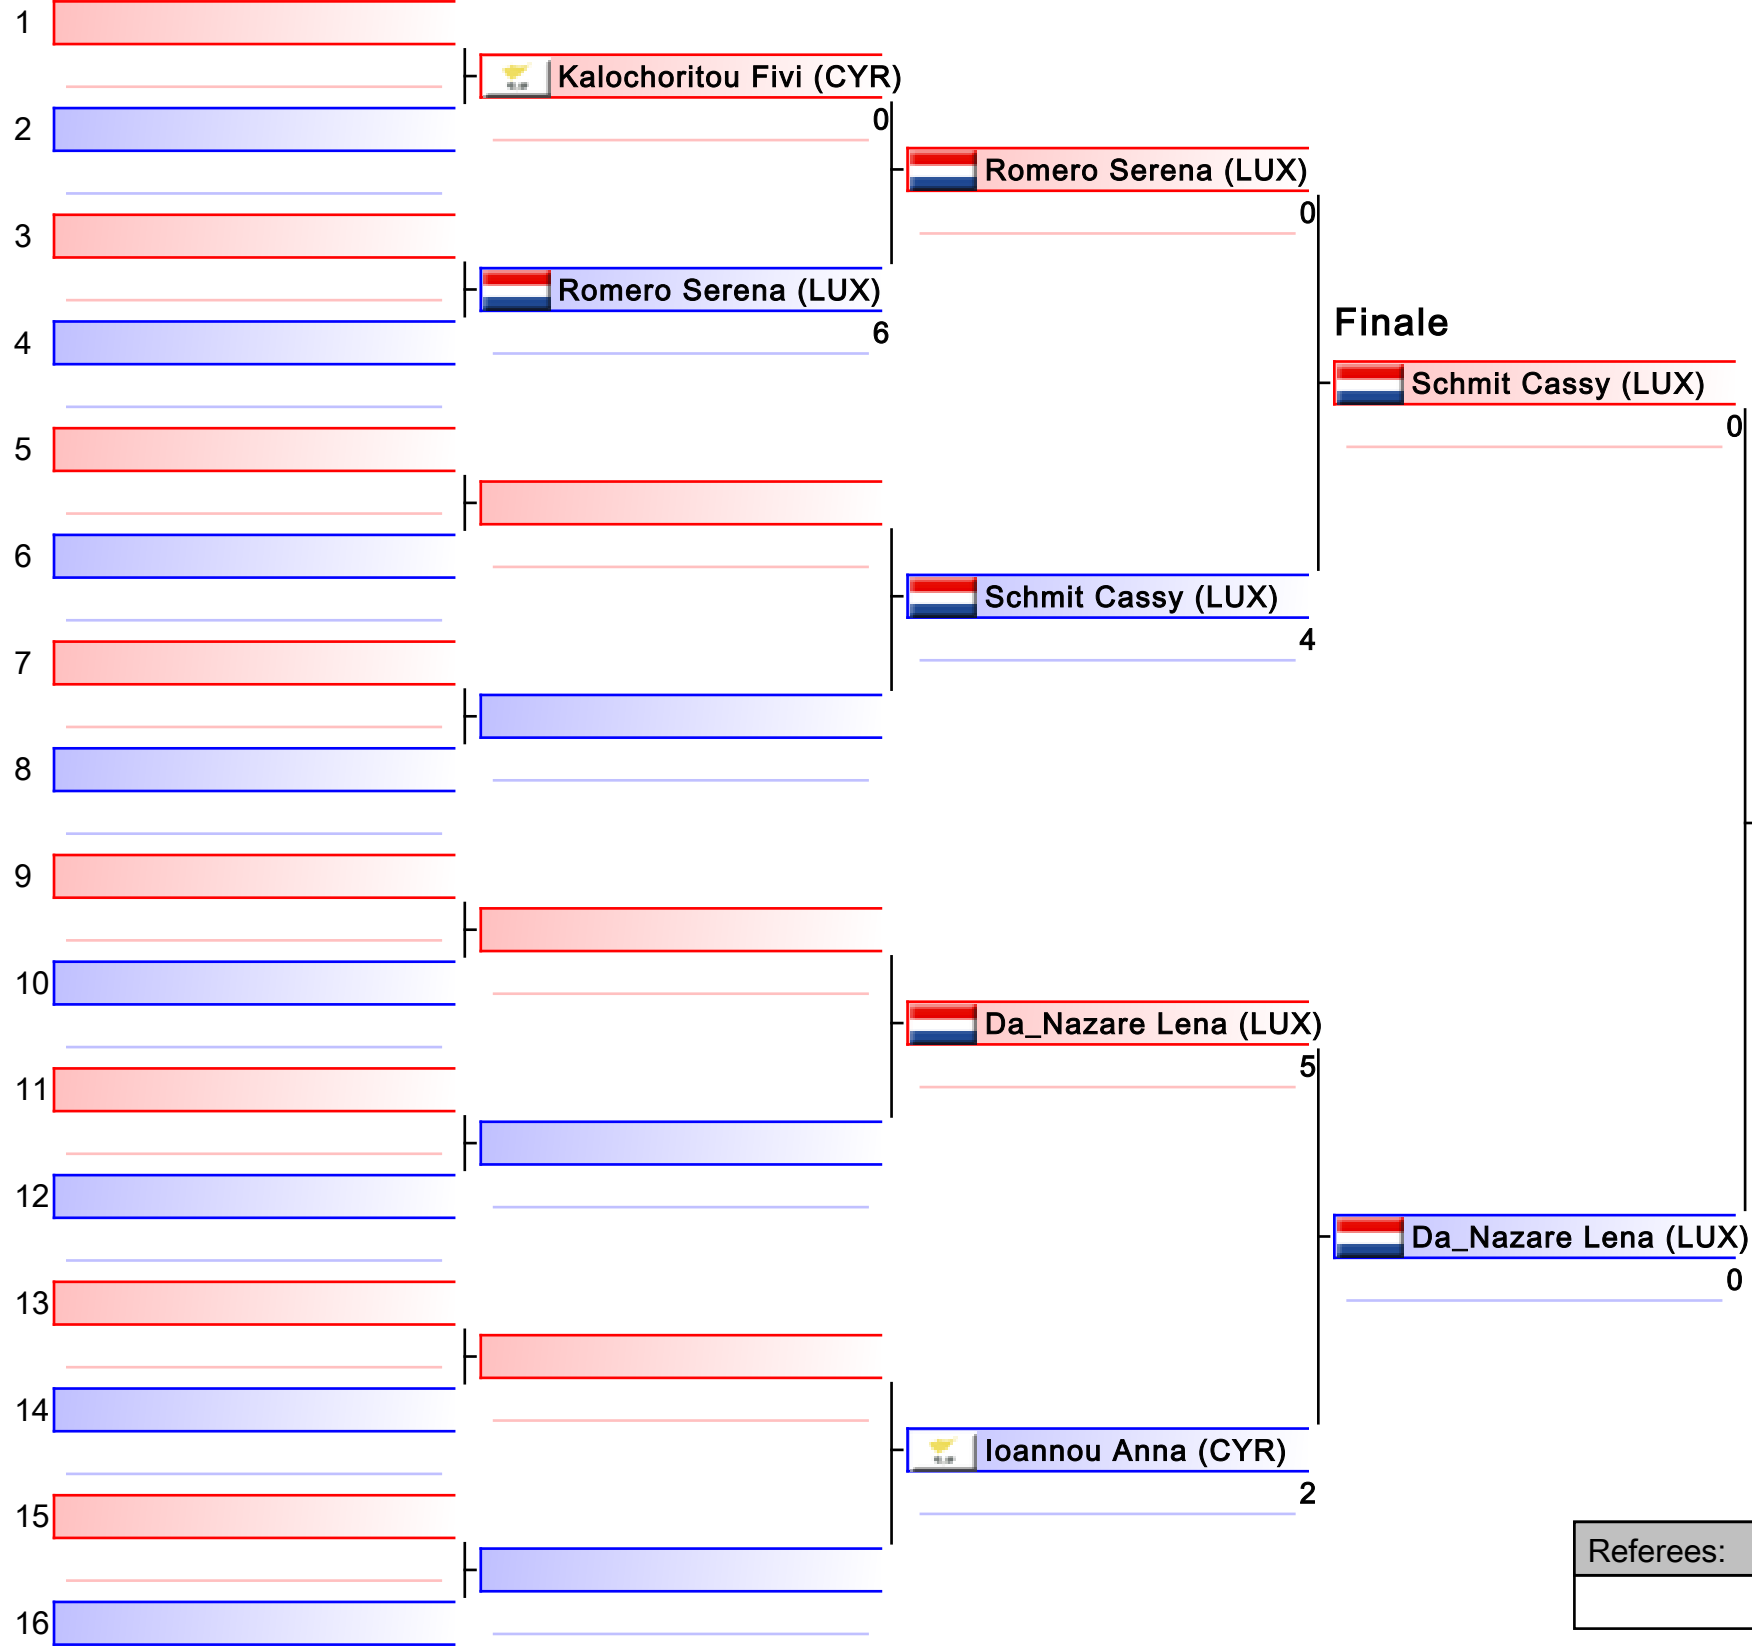 1
Kalochoritou Fivi (CYR)
0
2
Romero Serena (LUX)
0
3
Romero Serena (LUX)
6
4
Finale
Schmit Cassy (LUX)
0
5
6
Schmit Cassy (LUX)
4
7
8
9
10
Da_Nazare Lena (LUX)
5
11
12
Da_Nazare Lena (LUX)
0
13
14
Ioannou Anna (CYR)
2
15
Referees:
16